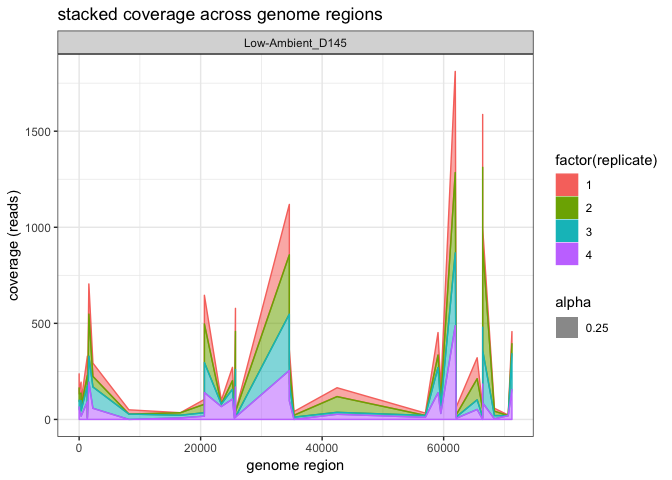 stacked coverage across genome regions
Low-Ambient_D145
1500
1000
500
0
coverage (reads)
0 20000 40000 60000
genome region
factor(replicate)
1
2
3
4
alpha
0.25